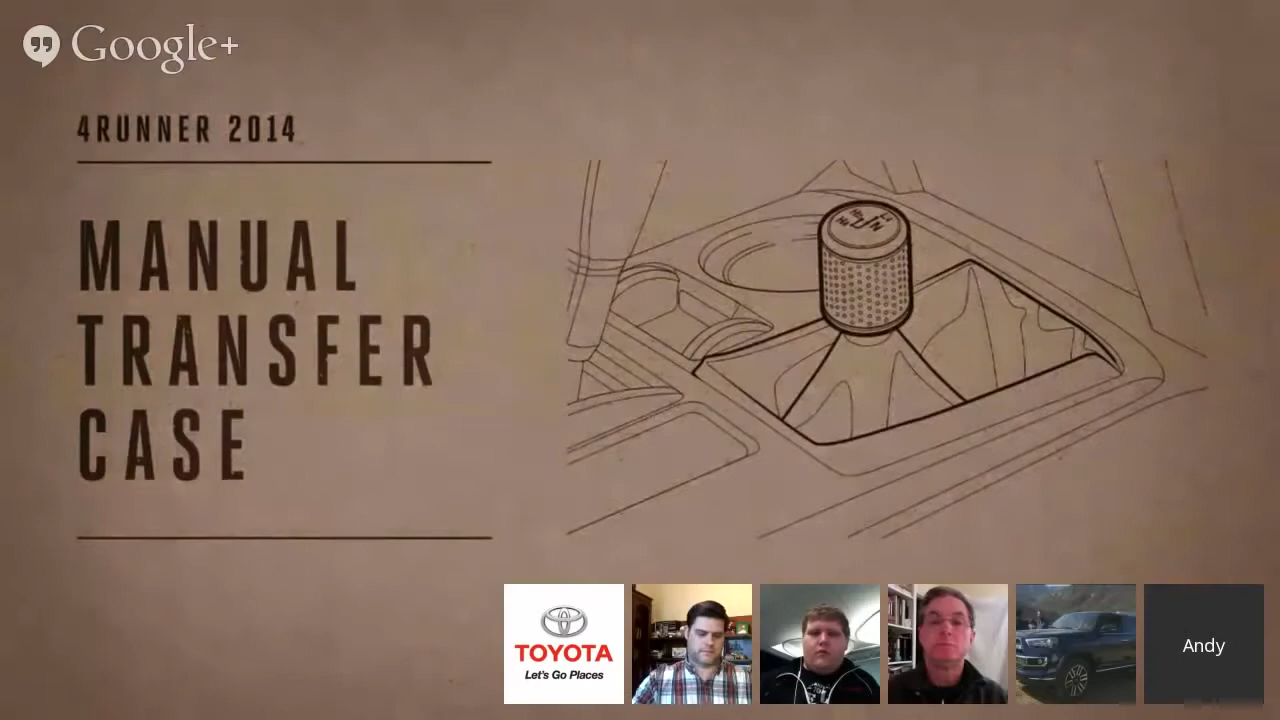 Google+
4RUNNER 2014
MANUAL
TRANSFER
CASE
TOYOTA
Let's Go Places
Andy